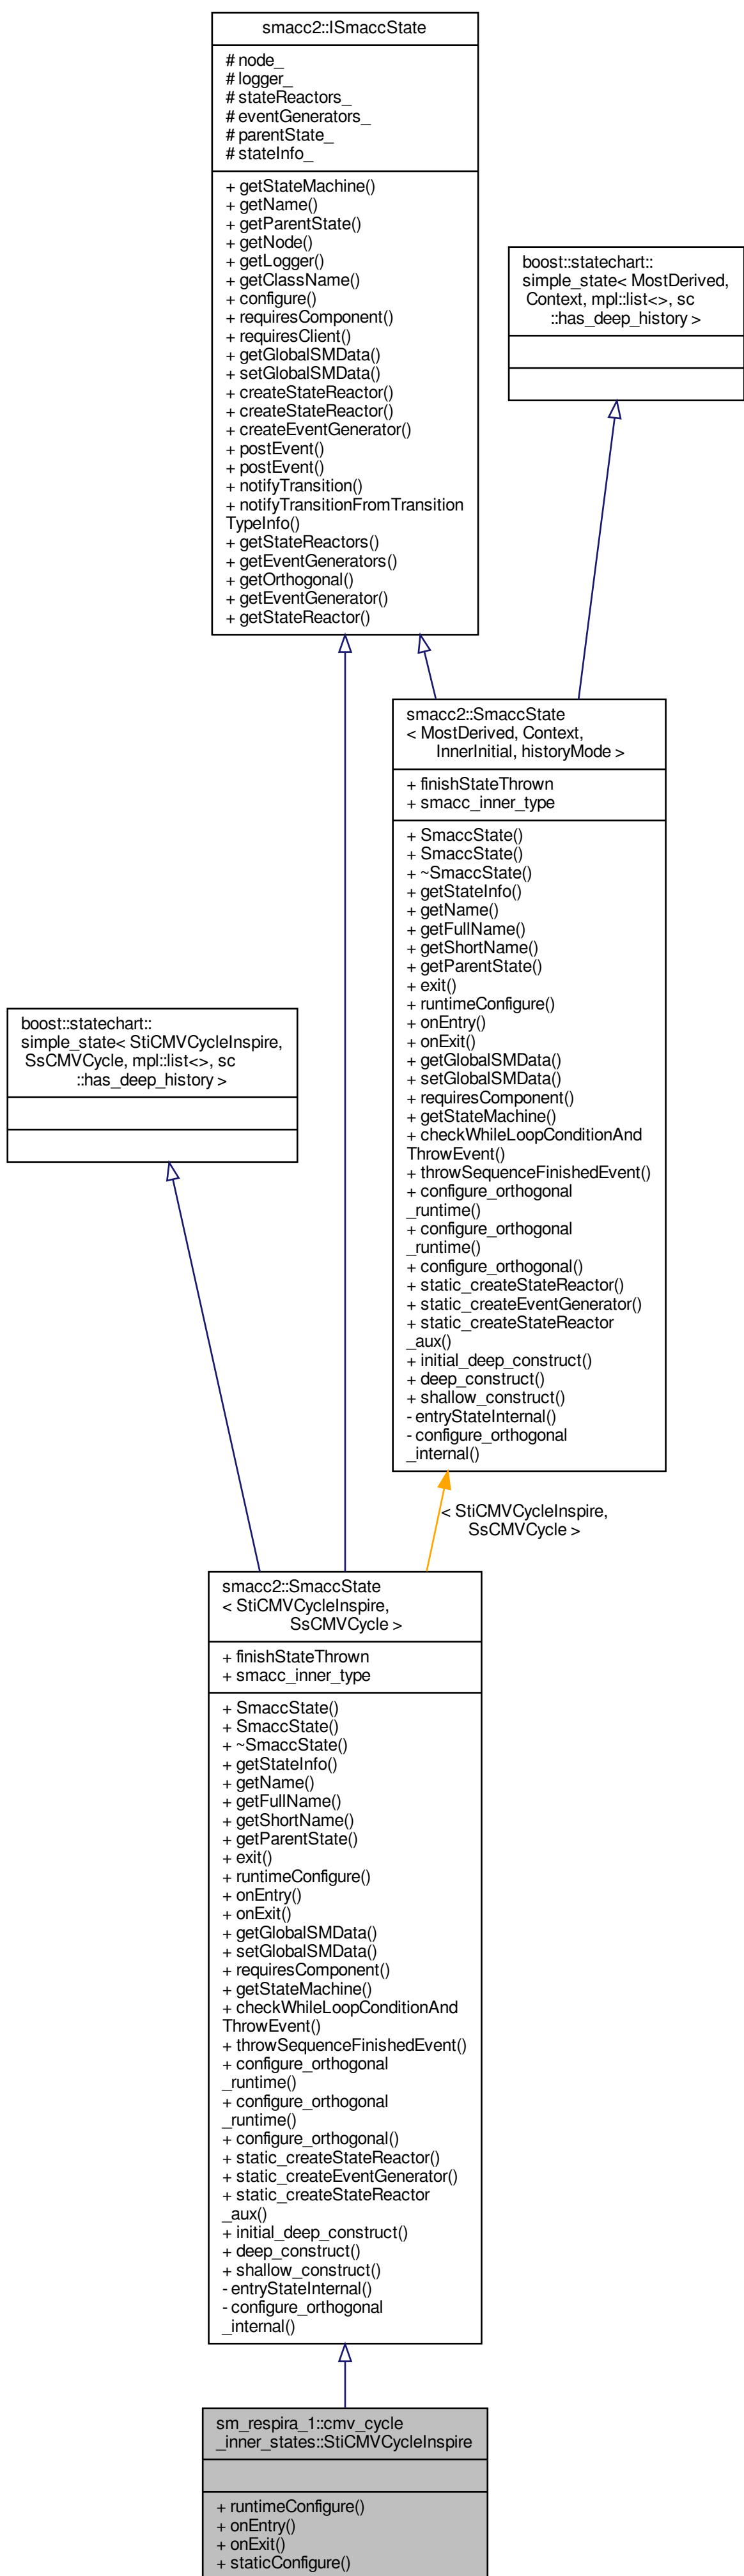 smacc2::ISmaccState
# node_
# logger_
# stateReactors_
# eventGenerators_
# parentState_
# stateInfo_
+ getStateMachine()
+ getName()
+ getParentState()
+ getNode()
+ getLogger()
+ getClassName()
+ configure()
+ requiresComponent()
+ requiresClient()
+ getGlobalSMData()
+ setGlobalSMData()
+ createStateReactor()
+ createStateReactor()
+ createEventGenerator()
+ postEvent()
+ postEvent()
+ notifyTransition()
+ notifyTransitionFromTransition
TypeInfo()
+ getStateReactors()
+ getEventGenerators()
+ getOrthogonal()
+ getEventGenerator()
+ getStateReactor()
boost::statechart::
simple_state< MostDerived,
Context, mpl::list<>, sc
::has_deep_history >
smacc2::SmaccState
< MostDerived, Context,
InnerInitial, historyMode >
+ finishStateThrown
+ smacc_inner_type
+ SmaccState()
+ SmaccState()
+ ~SmaccState()
+ getStateInfo()
+ getName()
+ getFullName()
+ getShortName()
+ getParentState()
+ exit()
+ runtimeConfigure()
+ onEntry()
+ onExit()
+ getGlobalSMData()
+ setGlobalSMData()
+ requiresComponent()
+ getStateMachine()
+ checkWhileLoopConditionAnd
ThrowEvent()
+ throwSequenceFinishedEvent()
+ configure_orthogonal
_runtime()
+ configure_orthogonal
_runtime()
+ configure_orthogonal()
+ static_createStateReactor()
+ static_createEventGenerator()
+ static_createStateReactor
_aux()
+ initial_deep_construct()
+ deep_construct()
+ shallow_construct()
- entryStateInternal()
- configure_orthogonal
_internal()
boost::statechart::
simple_state< StiCMVCycleInspire,
SsCMVCycle, mpl::list<>, sc
::has_deep_history >
< StiCMVCycleInspire,
SsCMVCycle >
smacc2::SmaccState
< StiCMVCycleInspire,
SsCMVCycle >
+ finishStateThrown
+ smacc_inner_type
+ SmaccState()
+ SmaccState()
+ ~SmaccState()
+ getStateInfo()
+ getName()
+ getFullName()
+ getShortName()
+ getParentState()
+ exit()
+ runtimeConfigure()
+ onEntry()
+ onExit()
+ getGlobalSMData()
+ setGlobalSMData()
+ requiresComponent()
+ getStateMachine()
+ checkWhileLoopConditionAnd
ThrowEvent()
+ throwSequenceFinishedEvent()
+ configure_orthogonal
_runtime()
+ configure_orthogonal
_runtime()
+ configure_orthogonal()
+ static_createStateReactor()
+ static_createEventGenerator()
+ static_createStateReactor
_aux()
+ initial_deep_construct()
+ deep_construct()
+ shallow_construct()
- entryStateInternal()
- configure_orthogonal
_internal()
sm_respira_1::cmv_cycle
_inner_states::StiCMVCycleInspire
+ runtimeConfigure()
+ onEntry()
+ onExit()
+ staticConfigure()